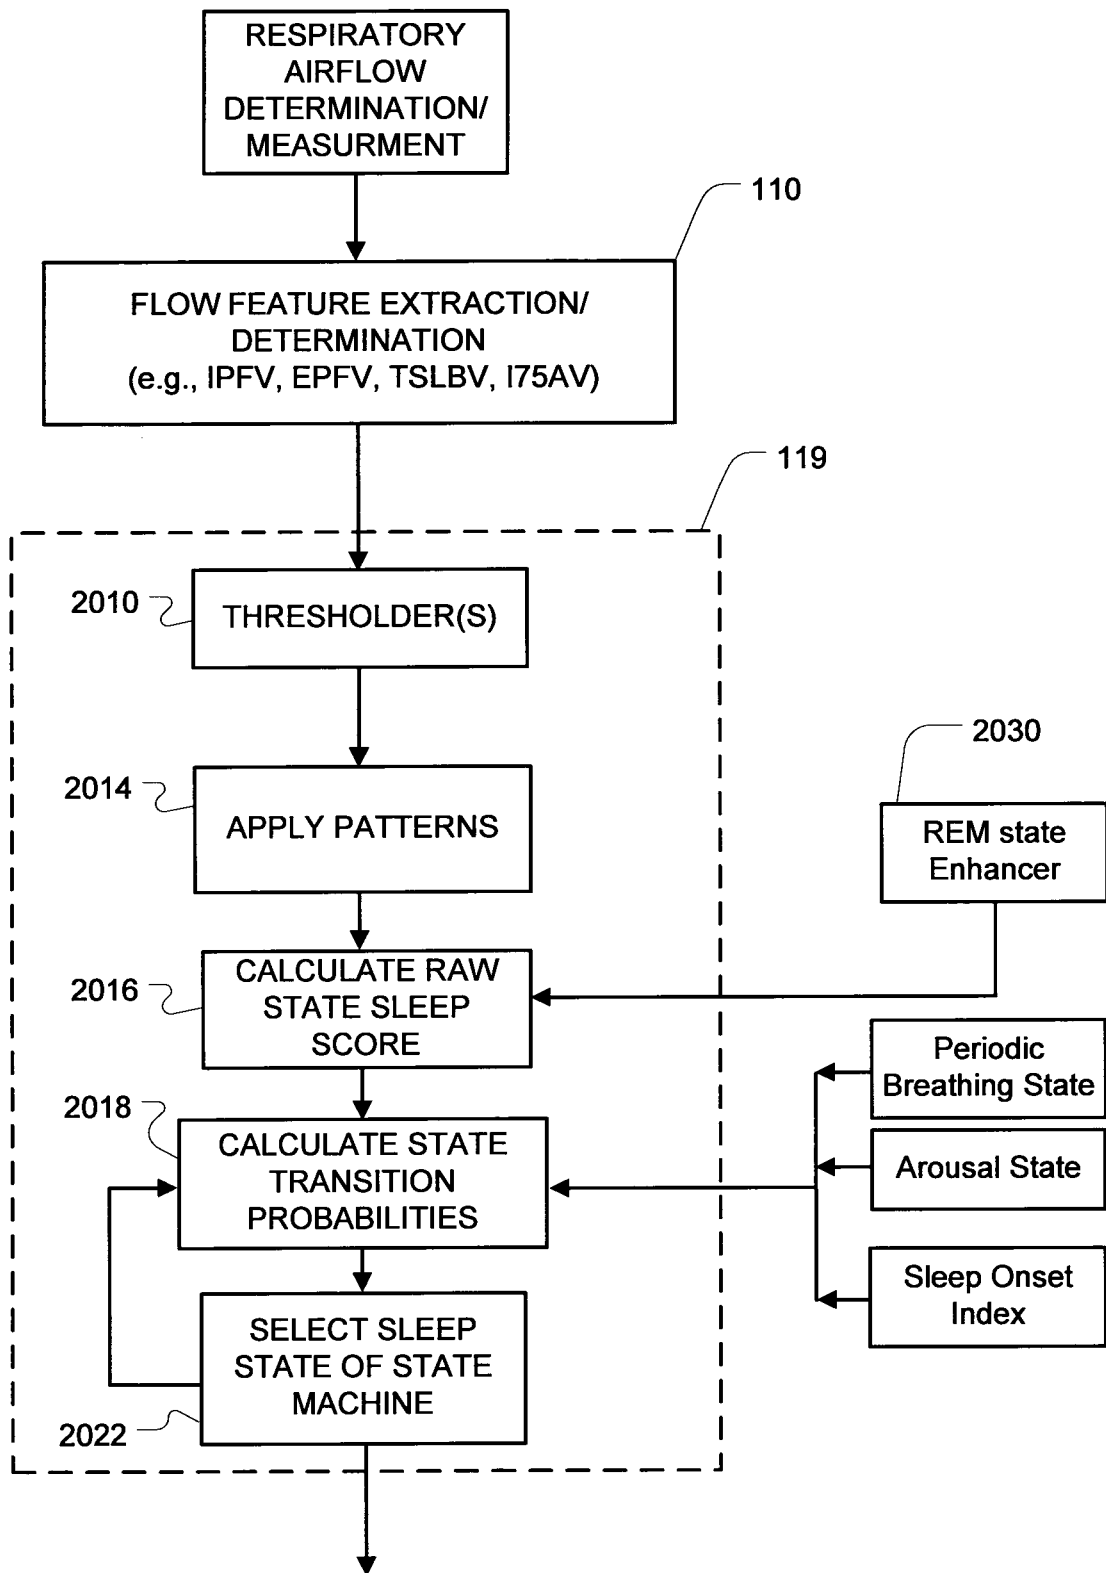 RESPIRATORY
AIRFLOW
DETERMINATION/
MEASURMENT
110
FLOW FEATURE EXTRACTION/
DETERMINATION
(e.g., IPFV, EPFV, TSLBV, I75AV)
119
2010
THRESHOLDER(S)
2014
APPLY PATTERNS
2030
REM state
Enhancer
2016
CALCULATE RAW
STATE SLEEP
SCORE
Periodic
Breathing State
2018
CALCULATE STATE
TRANSITION
PROBABILITIES
Arousal State
Sleep Onset
Index
SELECT SLEEP
STATE OF STATE
MACHINE
2022